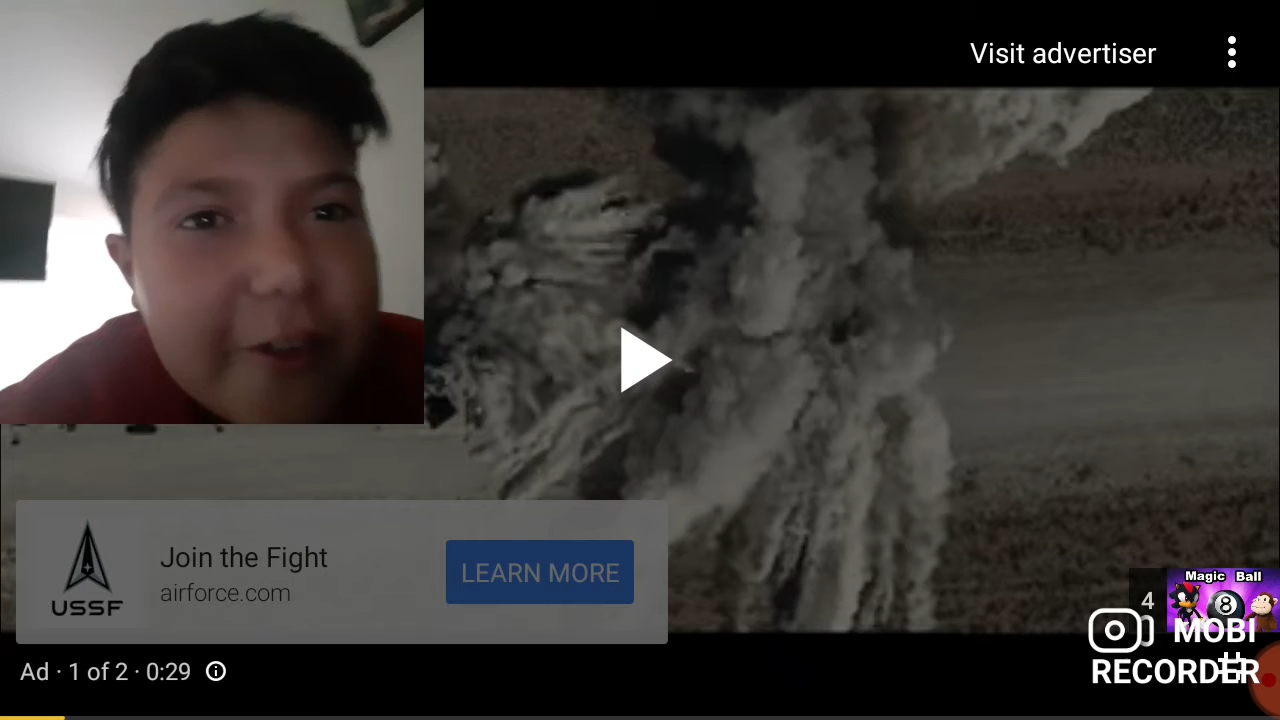 Visit advertiser
Join the Fight
airforce.com
USSF
LEARN MORE
Magic Ball
8
4
MOBI
RECORDER
Ad · 1 of 2 · 0:29